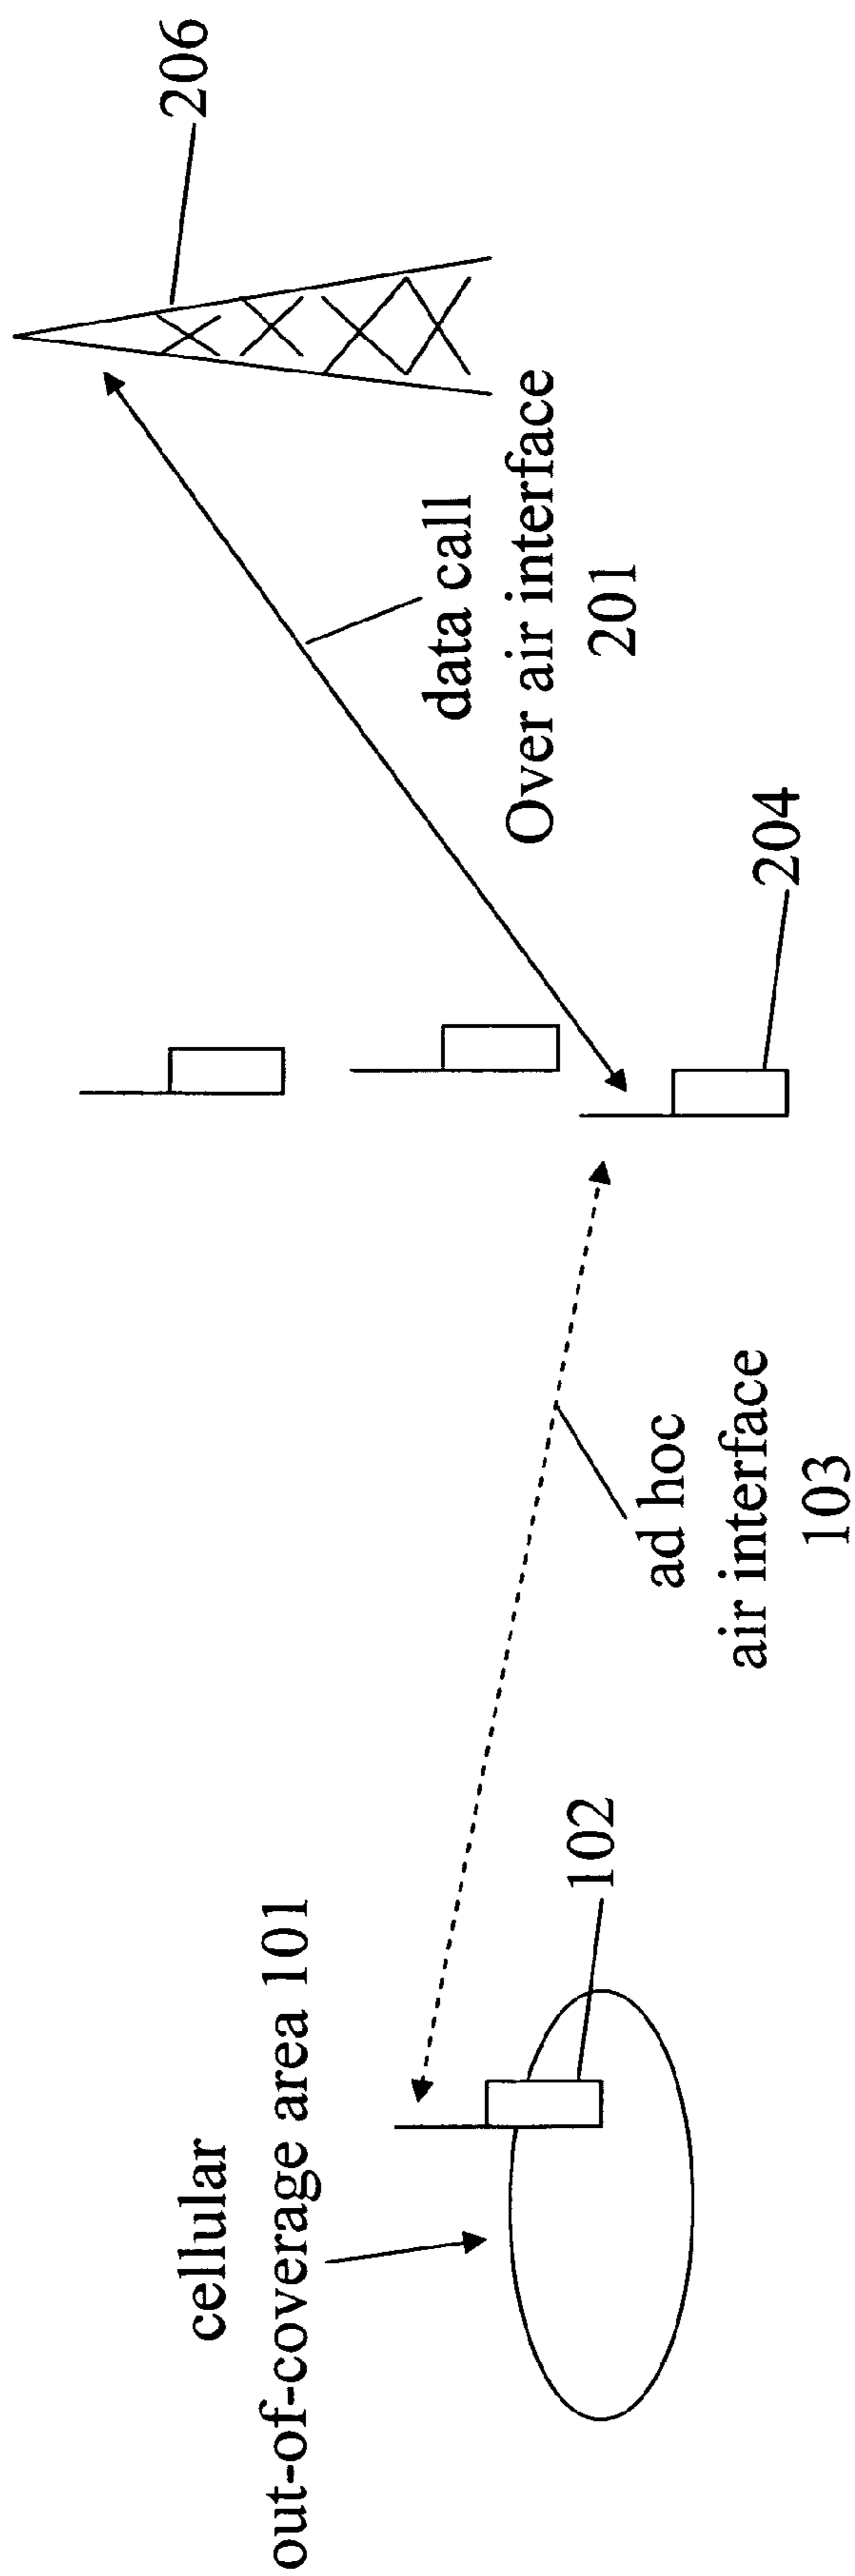 cellular
out-of-coverage area 101
102
ad hoc
air interface
103
204
data call
Over air interface
201
206